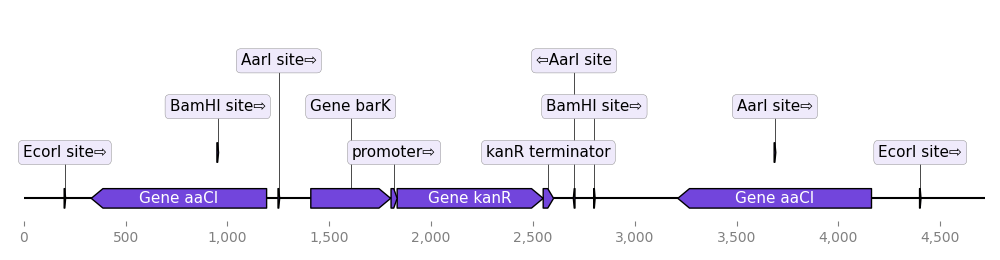 AarI site⇨
⇦AarI site
BamHI site⇨
Gene barK
BamHI site⇨
AarI site⇨
EcorI site⇨
promoter⇨
kanR terminator
EcorI site⇨
Gene aaCI
Gene kanR
Gene aaCI
0
500
1,000
1,500
2,000
2,500
3,000
3,500
4,000
4,500